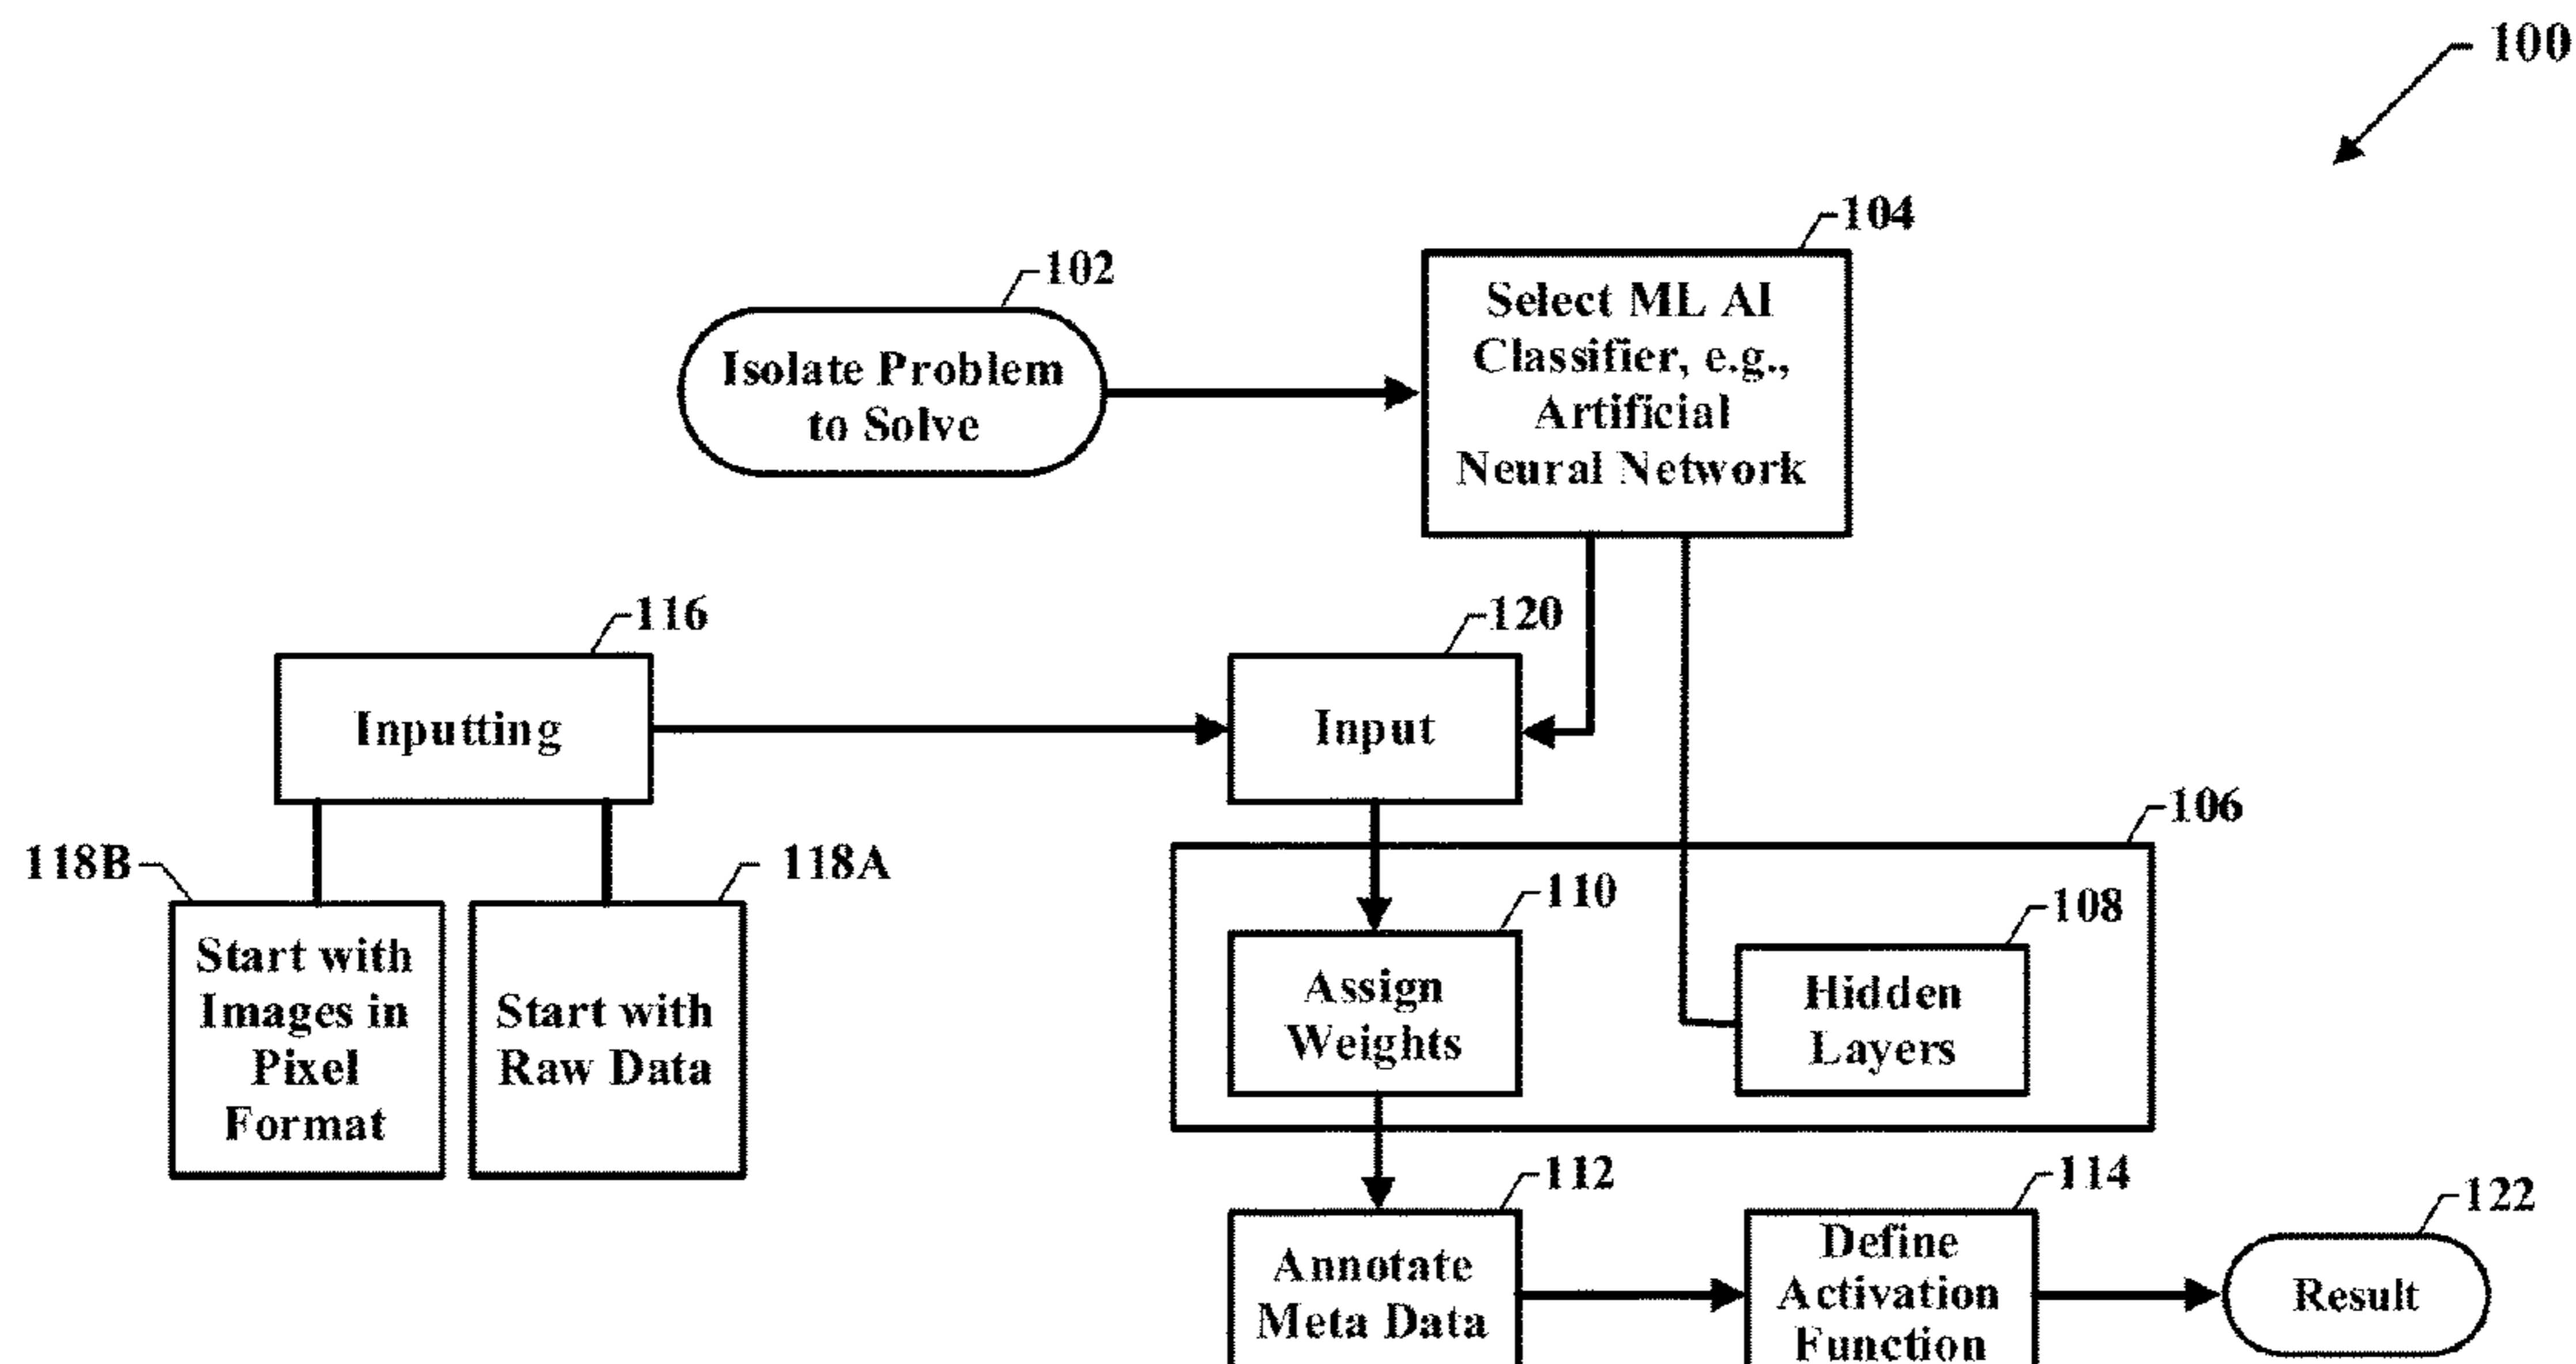 100
104
102
Select ML AI
Classifier, e.g.,
Artificial
Neural Network
Isolate Problem
to Solve
116
120
Inputting
Input
106
118B
118A
110
108
Start with
Images in
Pixel
Format
Start with
Raw Data
Assign
Weights
Hidden
Layers
112
114
122
Annotate
Meta Data
Define
Activation
Function
Result